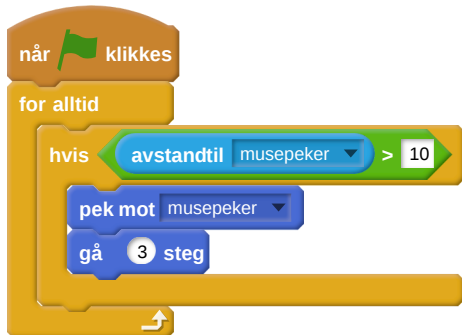 når klikkes
for alltid
hvis avstandtil musepeker > 10
pek mot musepeker
gå 3 steg